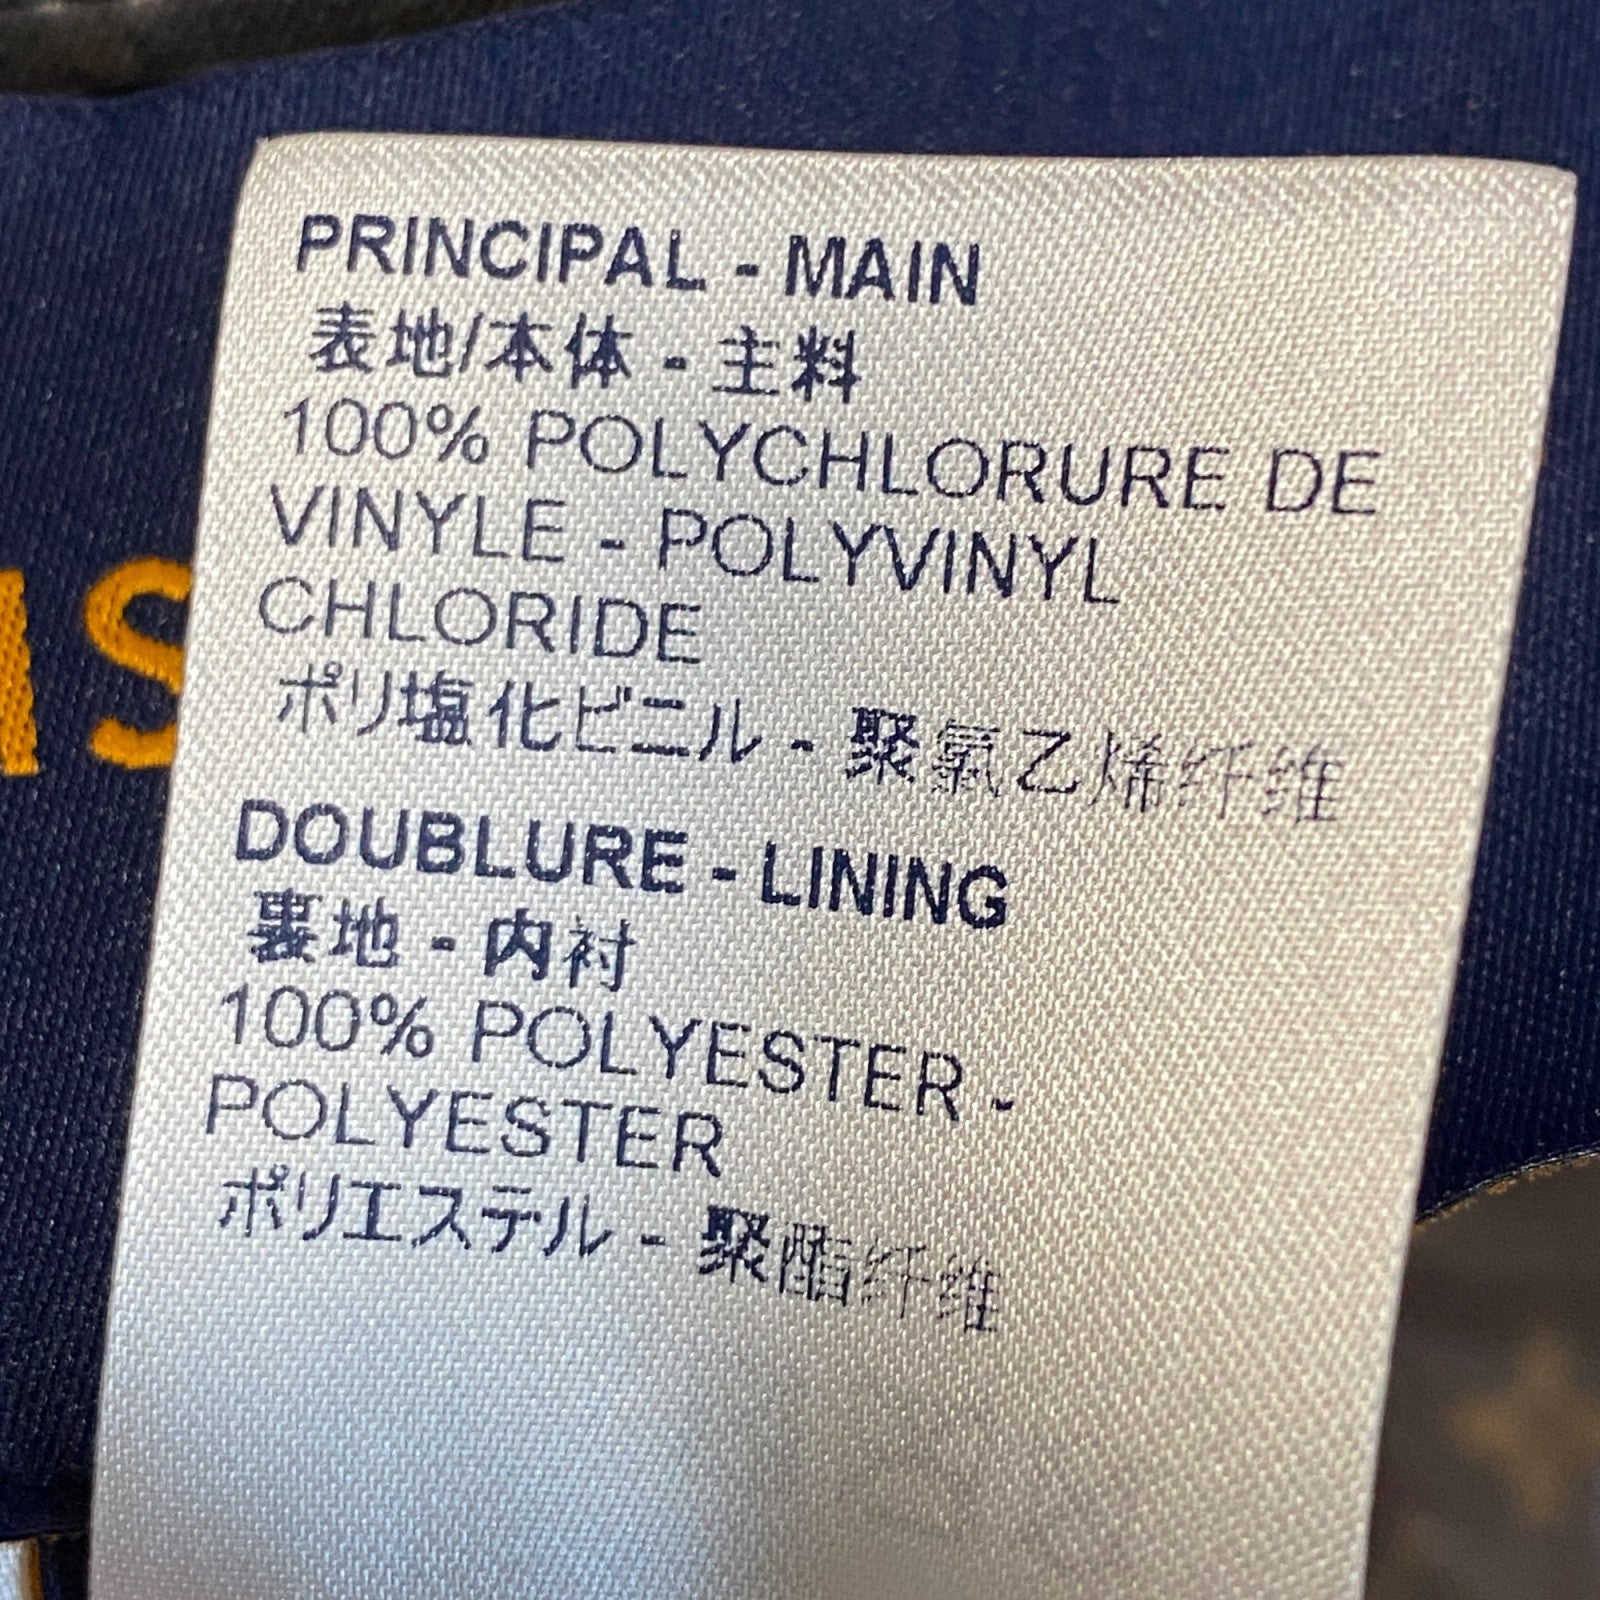 PRINCIPAL - MAIN
表地/本体 - 主料
100% POLYCHLORURE DE
VINYLE - POLYVINYL
CHLORIDE
ポリ塩化ビニル - 聚氯乙烯纤维
DOUBLURE - LINING
裏地 - 内衬
100% POLYESTER -
POLYESTER
ポリエステル - 聚酯纤维